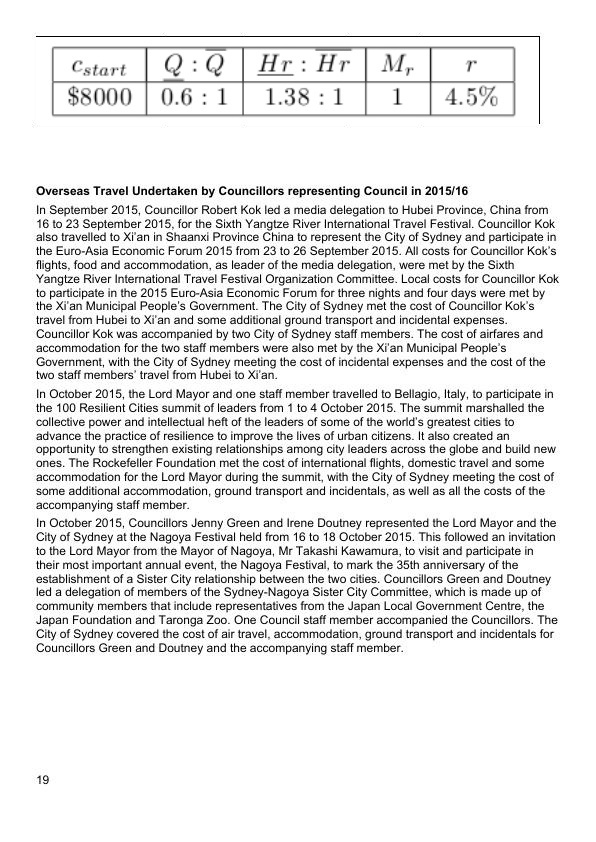 c_start Q : Q̅ Hr : H̅r̅ M_r r
$8000 0.6 : 1 1.38 : 1 1 4.5%
Overseas Travel Undertaken by Councillors representing Council in 2015/16
In September 2015, Councillor Robert Kok led a media delegation to Hubei Province, China from
16 to 23 September 2015, for the Sixth Yangtze River International Travel Festival. Councillor Kok
also travelled to Xi’an in Shaanxi Province China to represent the City of Sydney and participate in
the Euro-Asia Economic Forum 2015 from 23 to 26 September 2015. All costs for Councillor Kok’s
flights, food and accommodation, as leader of the media delegation, were met by the Sixth
Yangtze River International Travel Festival Organization Committee. Local costs for Councillor Kok
to participate in the 2015 Euro-Asia Economic Forum for three nights and four days were met by
the Xi’an Municipal People’s Government. The City of Sydney met the cost of Councillor Kok’s
travel from Hubei to Xi’an and some additional ground transport and incidental expenses.
Councillor Kok was accompanied by two City of Sydney staff members. The cost of airfares and
accommodation for the two staff members were also met by the Xi’an Municipal People’s
Government, with the City of Sydney meeting the cost of incidental expenses and the cost of the
two staff members’ travel from Hubei to Xi’an.
In October 2015, the Lord Mayor and one staff member travelled to Bellagio, Italy, to participate in
the 100 Resilient Cities summit of leaders from 1 to 4 October 2015. The summit marshalled the
collective power and intellectual heft of the leaders of some of the world’s greatest cities to
advance the practice of resilience to improve the lives of urban citizens. It also created an
opportunity to strengthen existing relationships among city leaders across the globe and build new
ones. The Rockefeller Foundation met the cost of international flights, domestic travel and some
accommodation for the Lord Mayor during the summit, with the City of Sydney meeting the cost of
some additional accommodation, ground transport and incidentals, as well as all the costs of the
accompanying staff member.
In October 2015, Councillors Jenny Green and Irene Doutney represented the Lord Mayor and the
City of Sydney at the Nagoya Festival held from 16 to 18 October 2015. This followed an invitation
to the Lord Mayor from the Mayor of Nagoya, Mr Takashi Kawamura, to visit and participate in
their most important annual event, the Nagoya Festival, to mark the 35th anniversary of the
establishment of a Sister City relationship between the two cities. Councillors Green and Doutney
led a delegation of members of the Sydney-Nagoya Sister City Committee, which is made up of
community members that include representatives from the Japan Local Government Centre, the
Japan Foundation and Taronga Zoo. One Council staff member accompanied the Councillors. The
City of Sydney covered the cost of air travel, accommodation, ground transport and incidentals for
Councillors Green and Doutney and the accompanying staff member.
19